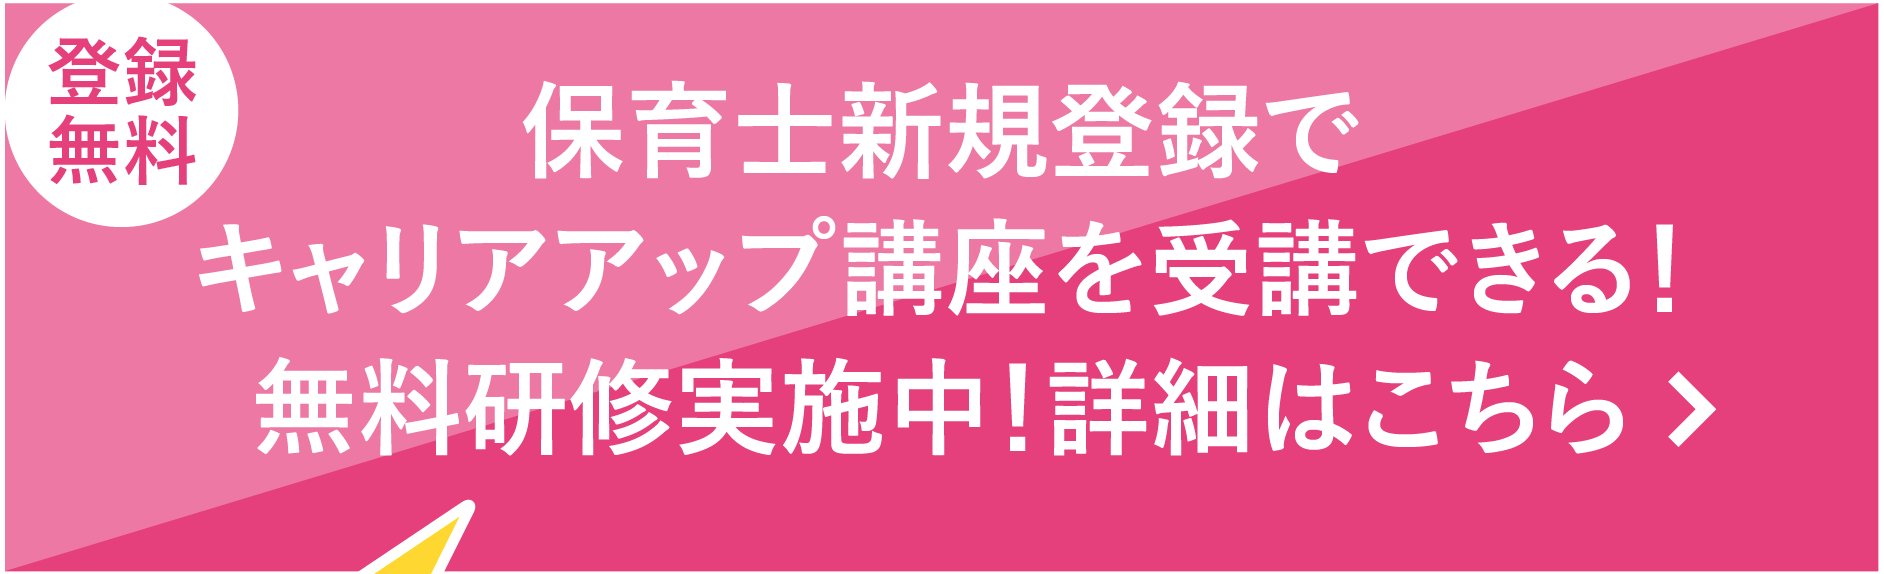 登録
無料
保育士新規登録で
キャリアアップ講座を受講できる!
無料研修実施中!詳細はこちら